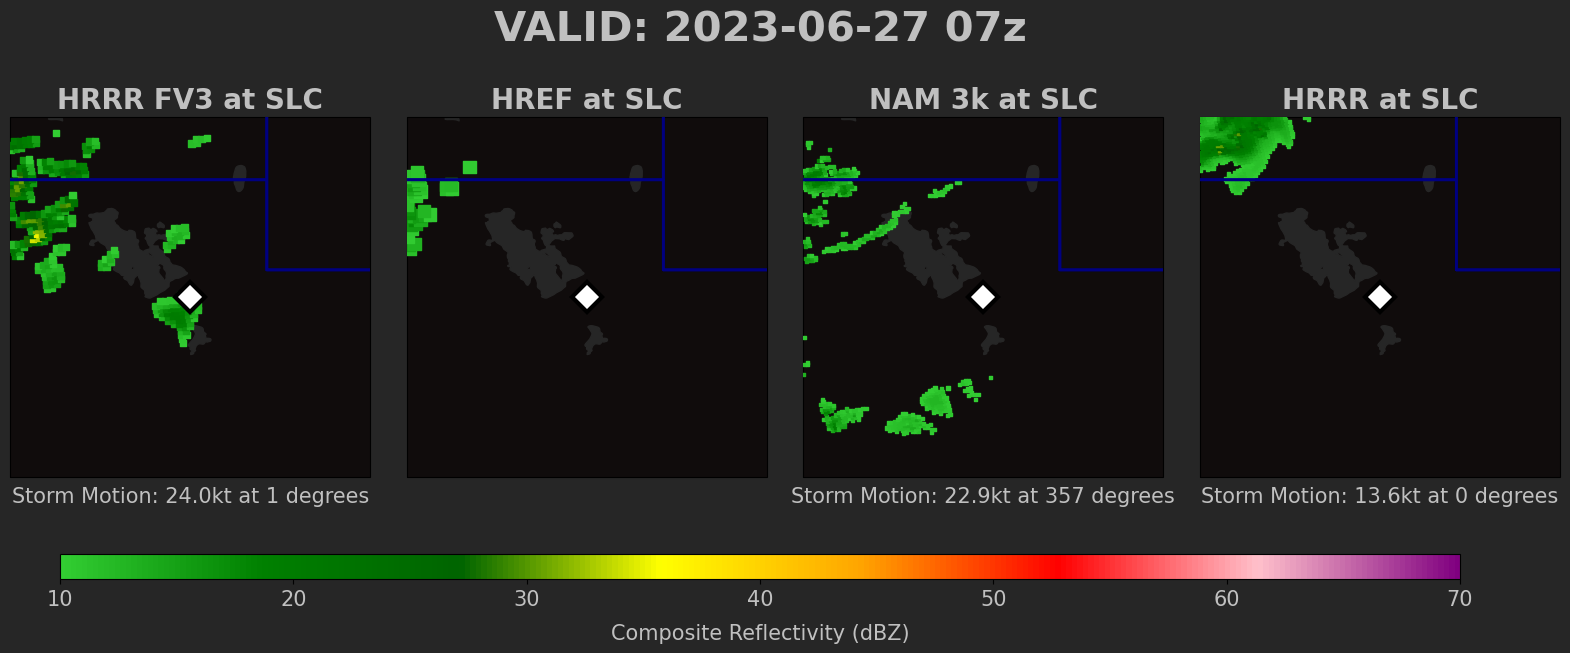 VALID: 2023-06-27 07z
HRRR FV3 at SLC
HREF at SLC
NAM 3k at SLC
HRRR at SLC
Storm Motion: 24.0kt at 1 degrees
Storm Motion: 22.9kt at 357 degrees
Storm Motion: 13.6kt at 0 degrees
10 20 30 40 50 60 70
Composite Reflectivity (dBZ)